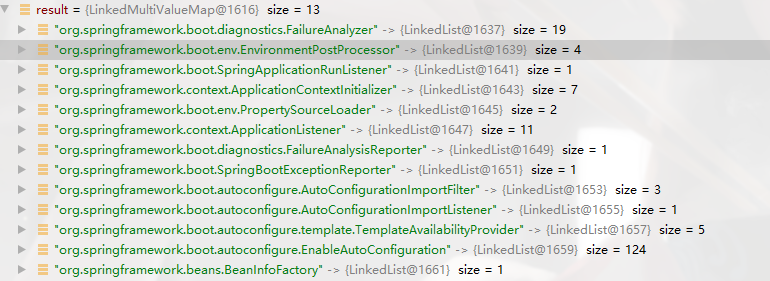 result = {LinkedMultiValueMap@1616} size = 13
"org.springframework.boot.diagnostics.FailureAnalyzer" -> {LinkedList@1637} size = 19
"org.springframework.boot.env.EnvironmentPostProcessor" -> {LinkedList@1639} size = 4
"org.springframework.boot.SpringApplicationRunListener" -> {LinkedList@1641} size = 1
"org.springframework.context.ApplicationContextInitializer" -> {LinkedList@1643} size = 7
"org.springframework.boot.env.PropertySourceLoader" -> {LinkedList@1645} size = 2
"org.springframework.context.ApplicationListener" -> {LinkedList@1647} size = 11
"org.springframework.boot.diagnostics.FailureAnalysisReporter" -> {LinkedList@1649} size = 1
"org.springframework.boot.SpringBootExceptionReporter" -> {LinkedList@1651} size = 1
"org.springframework.boot.autoconfigure.AutoConfigurationImportFilter" -> {LinkedList@1653} size = 3
"org.springframework.boot.autoconfigure.AutoConfigurationImportListener" -> {LinkedList@1655} size = 1
"org.springframework.boot.autoconfigure.template.TemplateAvailabilityProvider" -> {LinkedList@1657} size = 5
"org.springframework.boot.autoconfigure.EnableAutoConfiguration" -> {LinkedList@1659} size = 124
"org.springframework.beans.BeanInfoFactory" -> {LinkedList@1661} size = 1